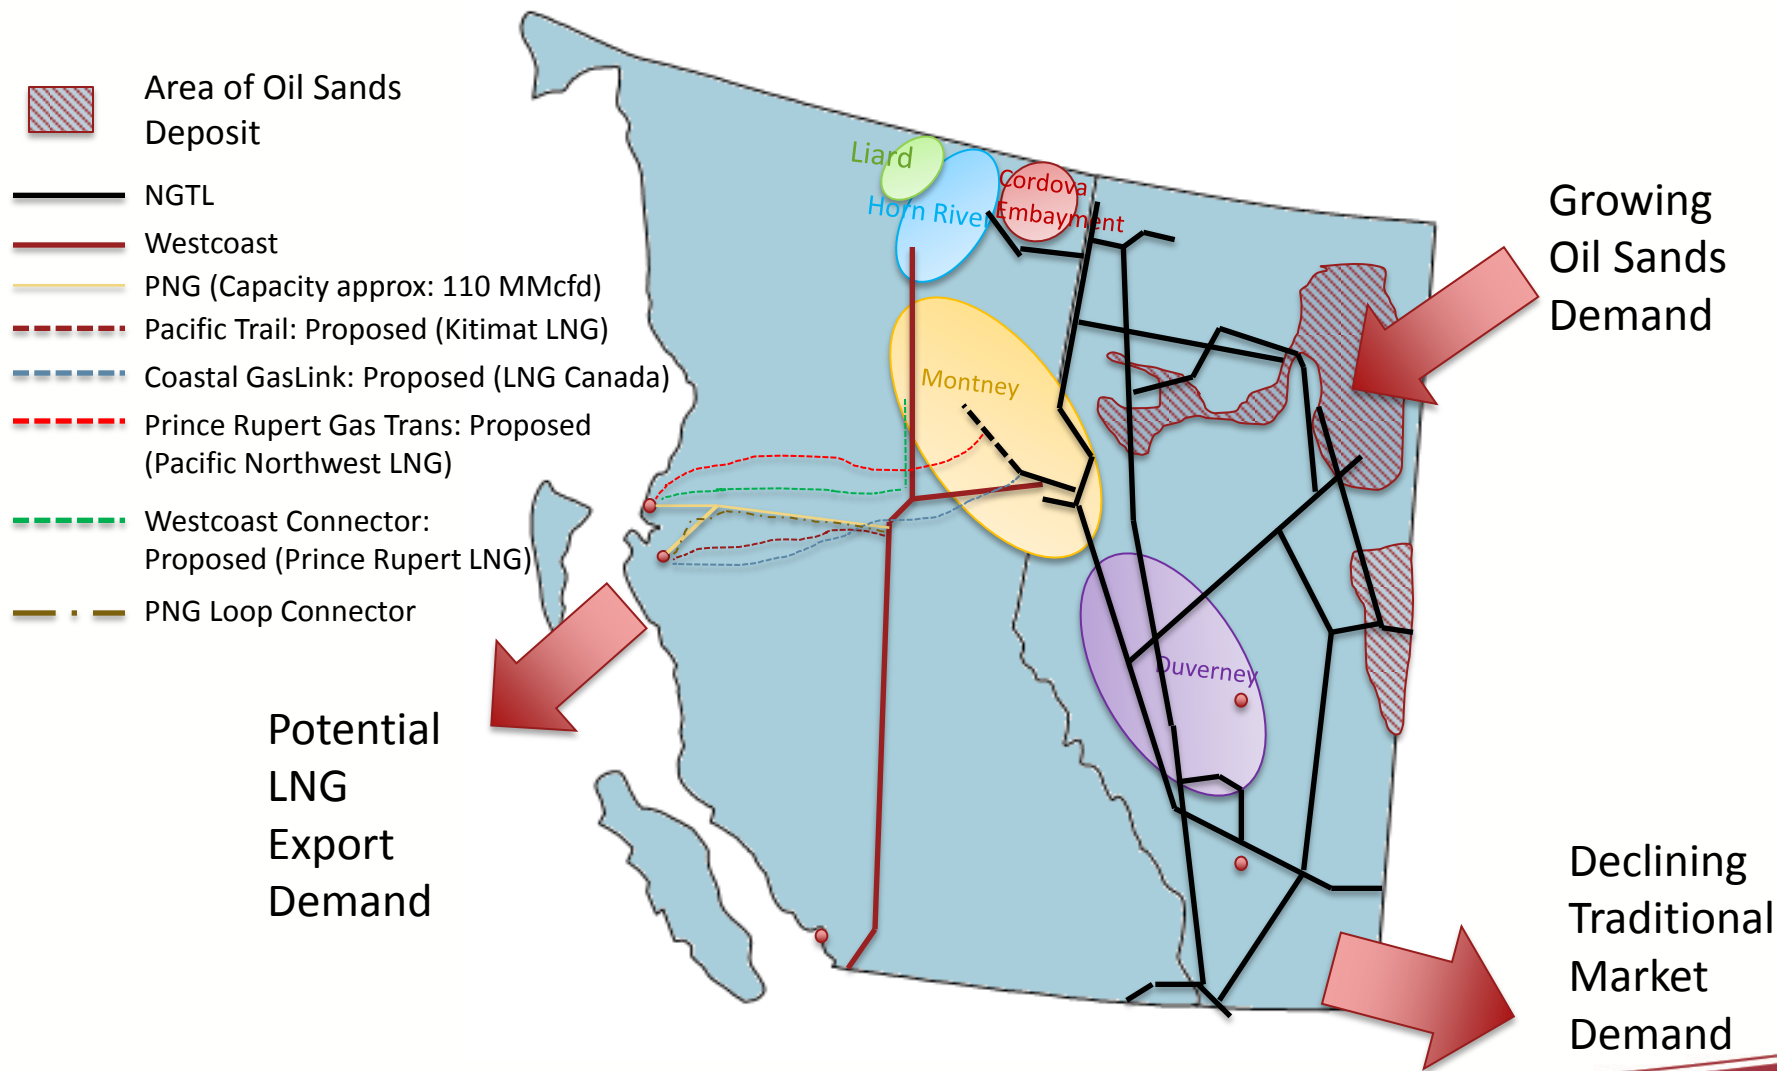 Area of Oil Sands
Deposit
NGTL
Westcoast
PNG (Capacity approx: 110 MMcfd)
Pacific Trail: Proposed (Kitimat LNG)
Coastal GasLink: Proposed (LNG Canada)
Prince Rupert Gas Trans: Proposed
(Pacific Northwest LNG)
Westcoast Connector:
Proposed (Prince Rupert LNG)
PNG Loop Connector
Liard
Horn River
Cordova
Embayment
Montney
Duverney
Growing
Oil Sands
Demand
Potential
LNG
Export
Demand
Declining
Traditional
Market
Demand